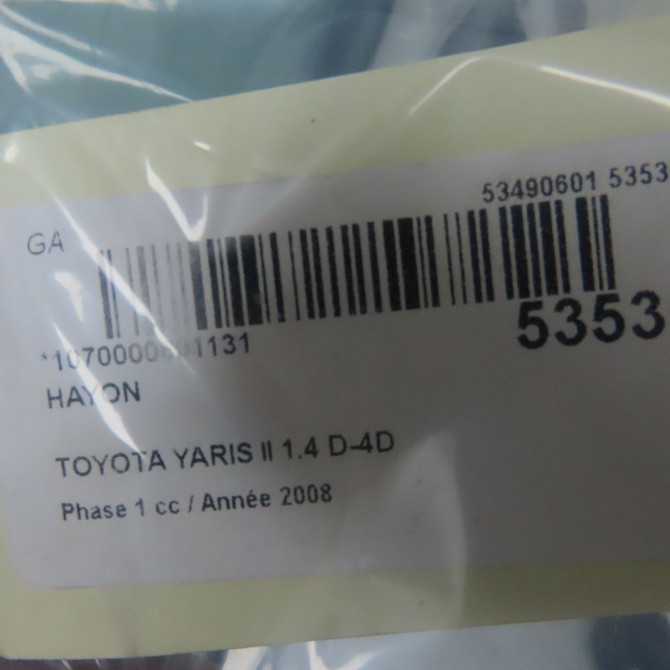 53490601 5353
GA
5353
HAYON
TOYOTA YARIS II 1.4 D-4D
Phase 1 cc / Année 2008